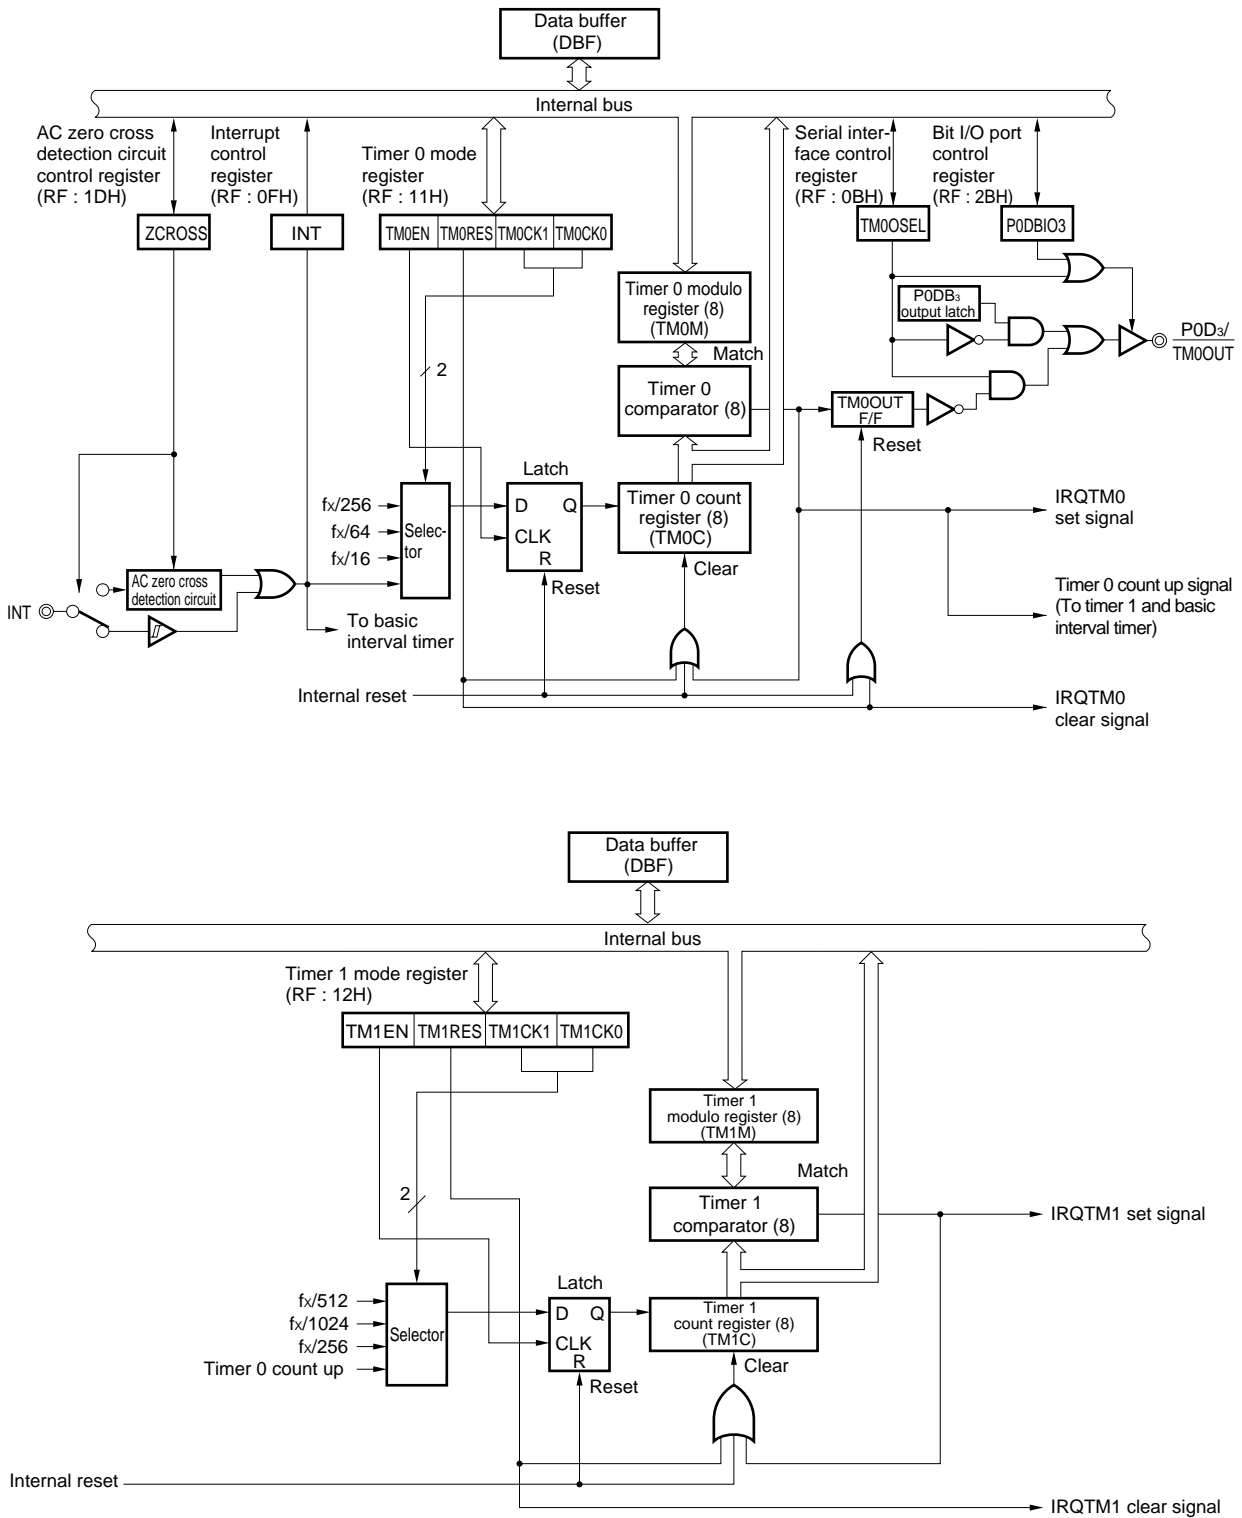 Data buffer
(DBF)
Internal bus
AC zero cross
detection circuit
control register
(RF : 1DH)
Interrupt
control
register
(RF : 0FH)
Timer 0 mode
register
(RF : 11H)
Serial inter-
face control
register
(RF : 0BH)
Bit I/O port
control
register
(RF : 2BH)
ZCROSS
INT
TM0EN TM0RES TM0CK1 TM0CK0
TM0OSEL
P0DBIO3
Timer 0 modulo
register (8)
(TM0M)
P0DB3
output latch
P0D3/
TM0OUT
Match
2
Timer 0
comparator (8)
TM0OUT
F/F
Reset
Latch
fX/256
fX/64
fX/16
Selec-
tor
D Q
CLK
R
Timer 0 count
register (8)
(TM0C)
IRQTM0
set signal
Clear
Reset
AC zero cross
detection circuit
INT
To basic
interval timer
Timer 0 count up signal
(To timer 1 and basic
interval timer)
Internal reset
IRQTM0
clear signal
Data buffer
(DBF)
Internal bus
Timer 1 mode register
(RF : 12H)
TM1EN TM1RES TM1CK1 TM1CK0
Timer 1
modulo register (8)
(TM1M)
Match
2
Timer 1
comparator (8)
IRQTM1 set signal
Latch
fX/512
fX/1024
fX/256
Timer 0 count up
Selector
D Q
CLK
R
Timer 1
count register (8)
(TM1C)
Clear
Reset
Internal reset
IRQTM1 clear signal